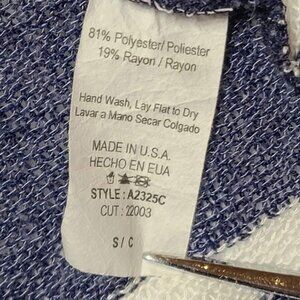 81% Polyester/ Poliester
19% Rayon / Rayon
Hand Wash, Lay Flat to Dry
Lavar a Mano Secar Colgado
MADE IN U.S.A.
HECHO EN EUA
STYLE : A2325C
CUT : 22003
S / C